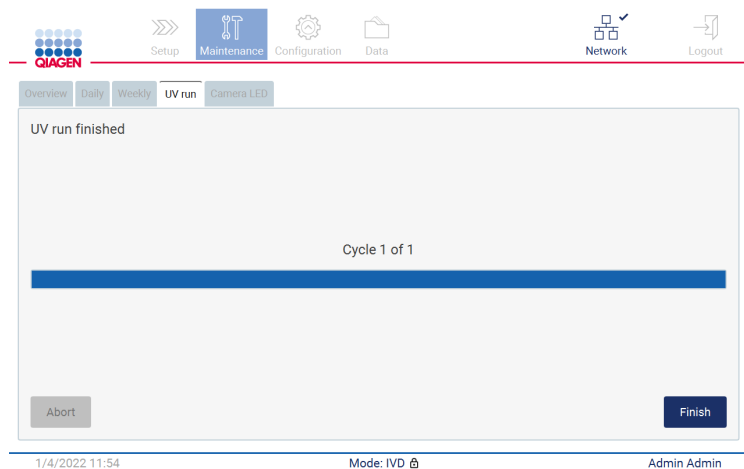 QIAGEN
Setup
Maintenance
Configuration
Data
Network
Logout
Overview
Daily
Weekly
UV run
Camera LED
UV run finished
Cycle 1 of 1
Abort
Finish
1/4/2022 11:54
Mode: IVD
Admin Admin